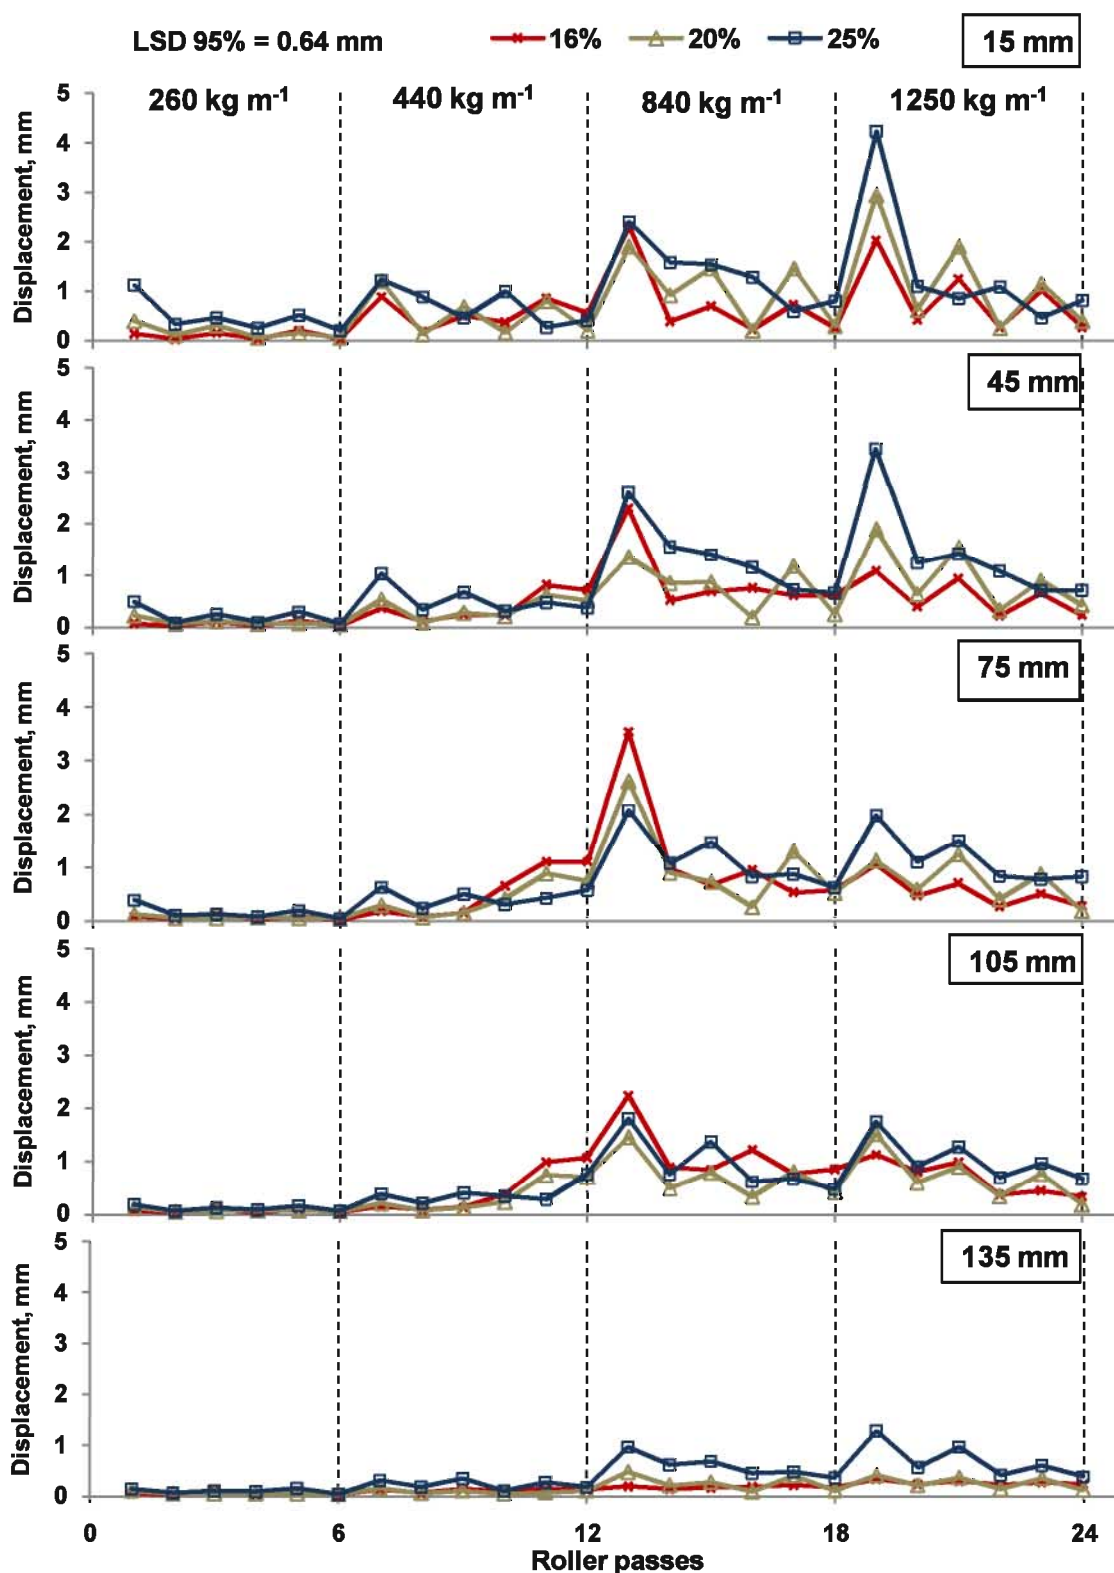 LSD 95% = 0.64 mm 16% 20% 25% 15 mm
260 kg m-1 440 kg m-1 840 kg m-1 1250 kg m-1
Displacement, mm
5
4
3
2
1
0
45 mm
Displacement, mm
5
4
3
2
1
0
75 mm
Displacement, mm
5
4
3
2
1
0
105 mm
Displacement, mm
5
4
3
2
1
0
135 mm
Displacement, mm
5
4
3
2
1
0
0 6 12 18 24
Roller passes